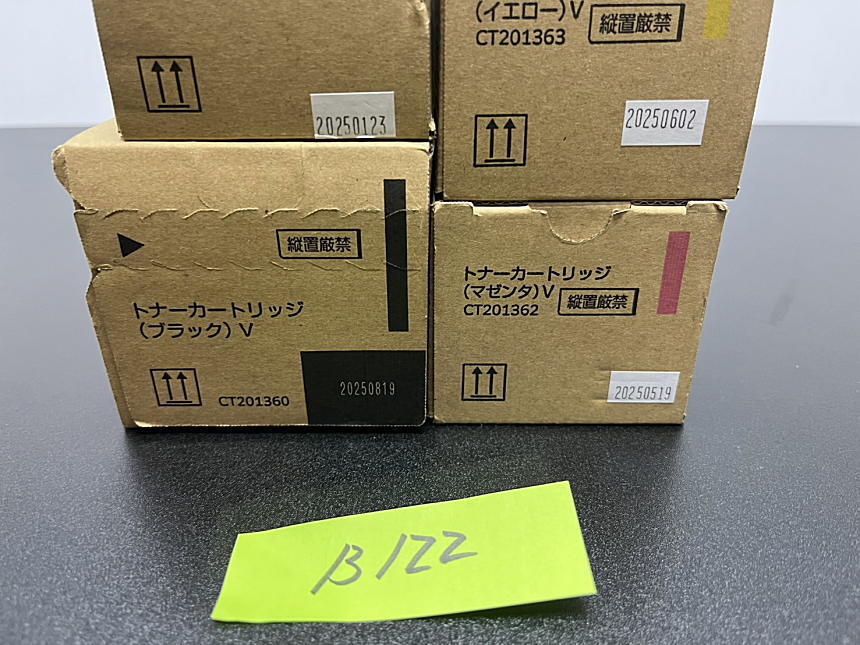 20250123
(イエロー)V
縦置厳禁
CT201363
20250602
縦置厳禁
トナーカートリッジ
(ブラック)V
CT201360
20250819
トナーカートリッジ
(マゼンタ)V
縦置厳禁
CT201362
20250519
B122